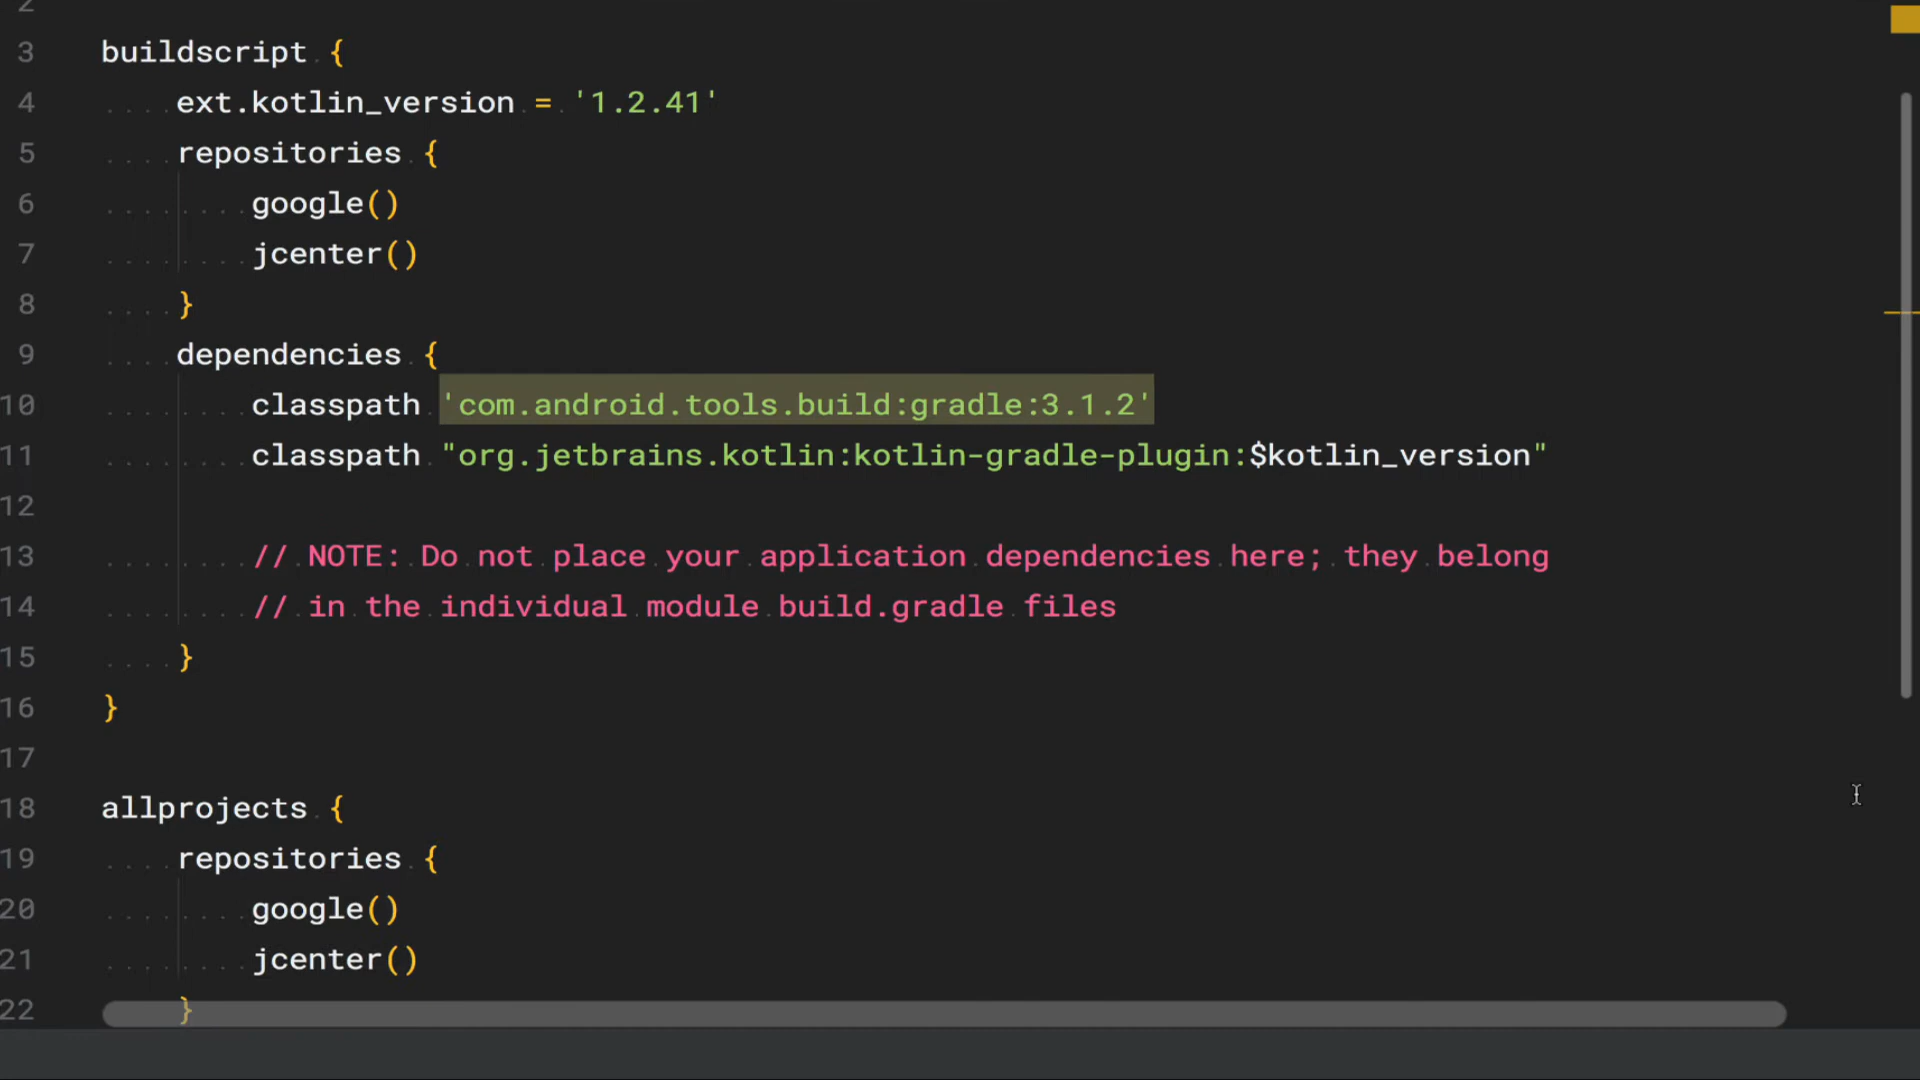 2
3 buildscript {
4 ext.kotlin_version = '1.2.41'
5 repositories {
6 google()
7 jcenter()
8 }
9 dependencies {
10 classpath 'com.android.tools.build:gradle:3.1.2'
11 classpath "org.jetbrains.kotlin:kotlin-gradle-plugin:$kotlin_version"
12
13 // NOTE: Do not place your application dependencies here; they belong
14 // in the individual module build.gradle files
15 }
16 }
17
18 allprojects {
19 repositories {
20 google()
21 jcenter()
22 }